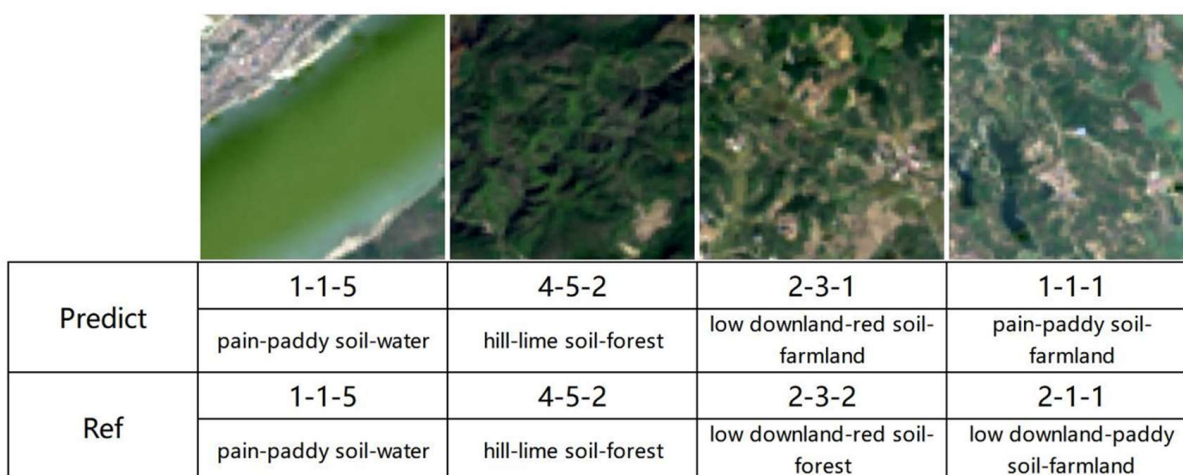 Predict
1-1-5
4-5-2
2-3-1
1-1-1
pain-paddy soil-water
hill-lime soil-forest
low downland-red soil-
farmland
pain-paddy soil-
farmland
Ref
1-1-5
4-5-2
2-3-2
2-1-1
pain-paddy soil-water
hill-lime soil-forest
low downland-red soil-
forest
low downland-paddy
soil-farmland